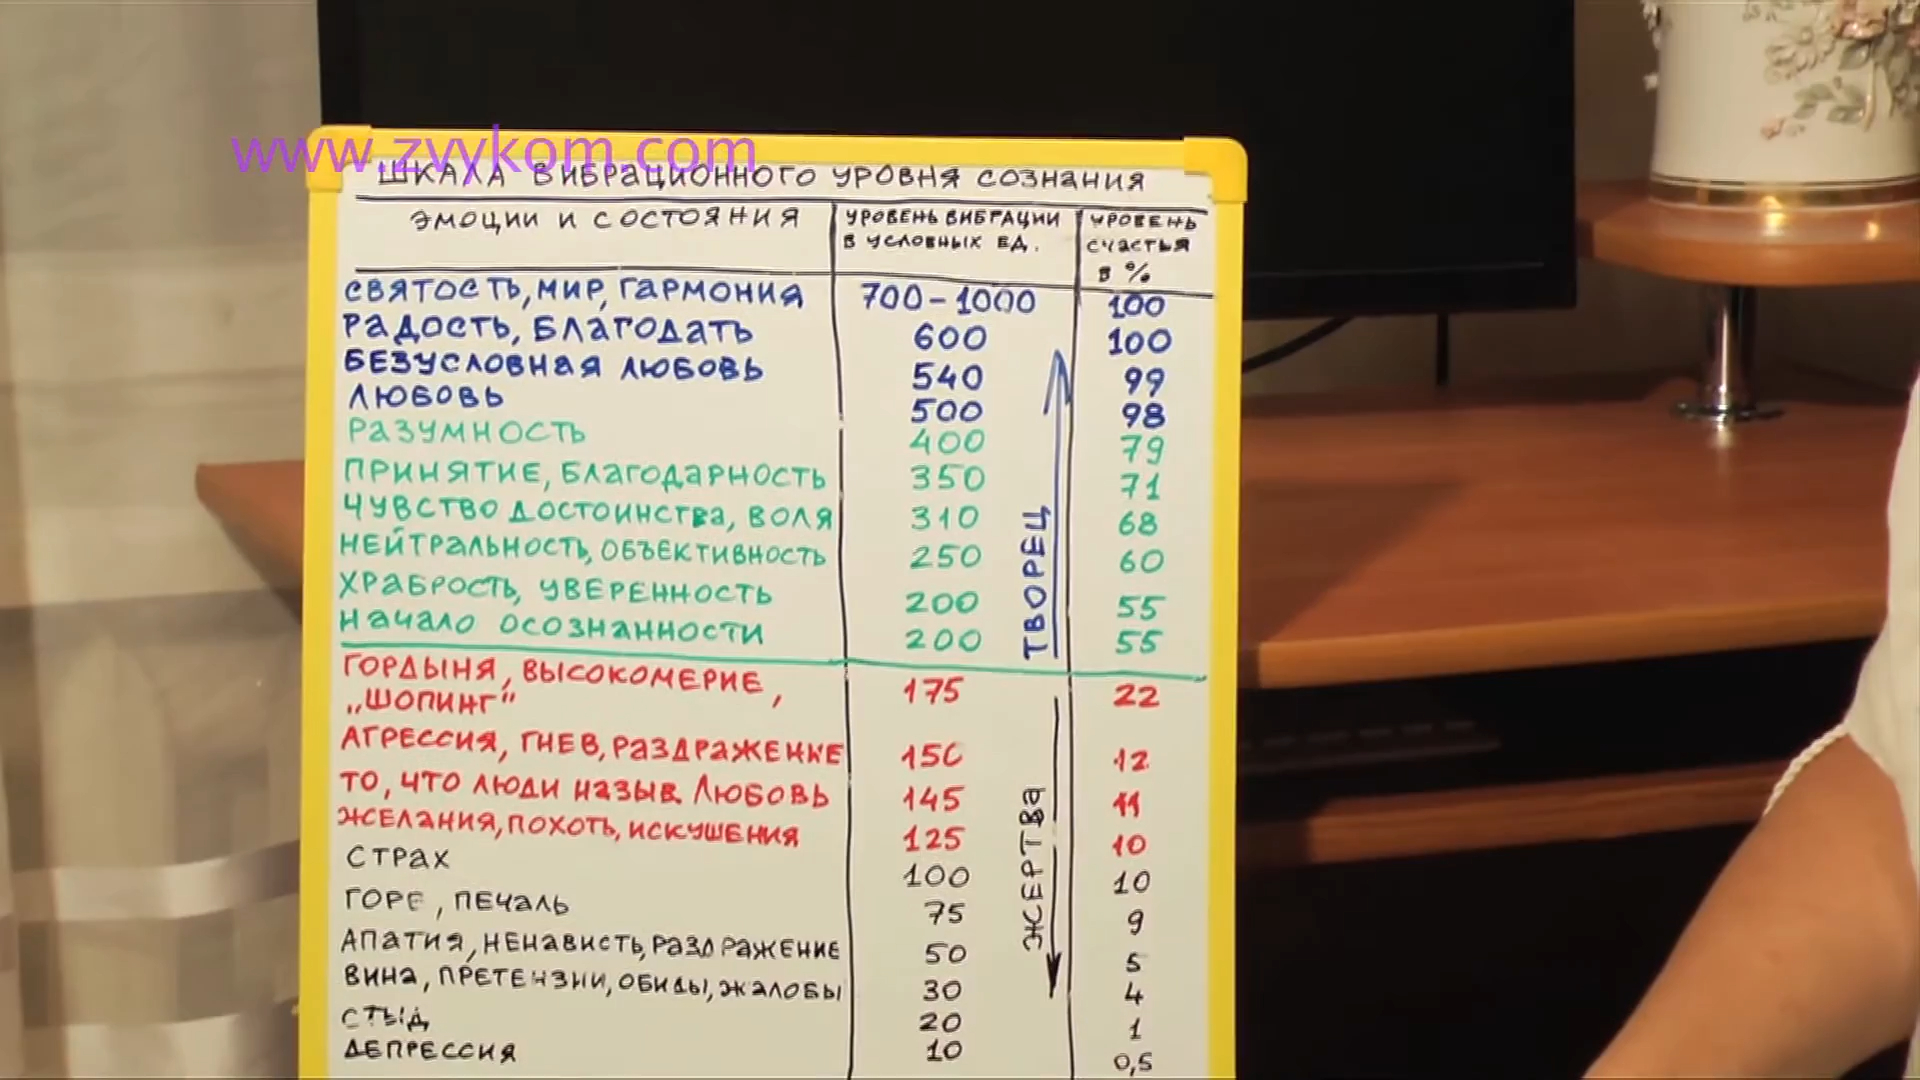 www.zvykom.com
ШКАЛА ВИБРАЦИОННОГО УРОВНЯ СОЗНАНИЯ
ЭМОЦИИ И СОСТОЯНИЯ УРОВЕНЬ ВИБРАЦИИ В УСЛОВНЫХ ЕД. УРОВЕНЬ СЧАСТЬЯ В %
СВЯТОСТЬ, МИР, ГАРМОНИЯ 700-1000 100
РАДОСТЬ, БЛАГОДАТЬ 600 100
БЕЗУСЛОВНАЯ ЛЮБОВЬ 540 99
ЛЮБОВЬ 500 98
РАЗУМНОСТЬ 400 79
ПРИНЯТИЕ, БЛАГОДАРНОСТЬ 350 71
ЧУВСТВО ДОСТОИНСТВА, ВОЛЯ 310 68
НЕЙТРАЛЬНОСТЬ, ОБЪЕКТИВНОСТЬ 250 60
ХРАБРОСТЬ, УВЕРЕННОСТЬ 200 55
НАЧАЛО ОСОЗНАННОСТИ 200 55
ТВОРЕЦ
ГОРДЫНЯ, ВЫСОКОМЕРИЕ, 175 22
„ШОПИНГ"
АГРЕССИЯ, ГНЕВ, РАЗДРАЖЕНИЕ 150 12
ТО, ЧТО ЛЮДИ НАЗЫВ. ЛЮБОВЬ 145 11
ЖЕЛАНИЯ, ПОХОТЬ, ИСКУШЕНИЯ 125 10
СТРАХ 100 10
ГОРЕ, ПЕЧАЛЬ 75 9
АПАТИЯ, НЕНАВИСТЬ, РАЗДРАЖЕНИЕ 50 5
ВИНА, ПРЕТЕНЗИИ, ОБИДЫ, ЖАЛОБЫ 30 4
СТЫД 20 1
ДЕПРЕССИЯ 10 0,5
ЖЕРТВА